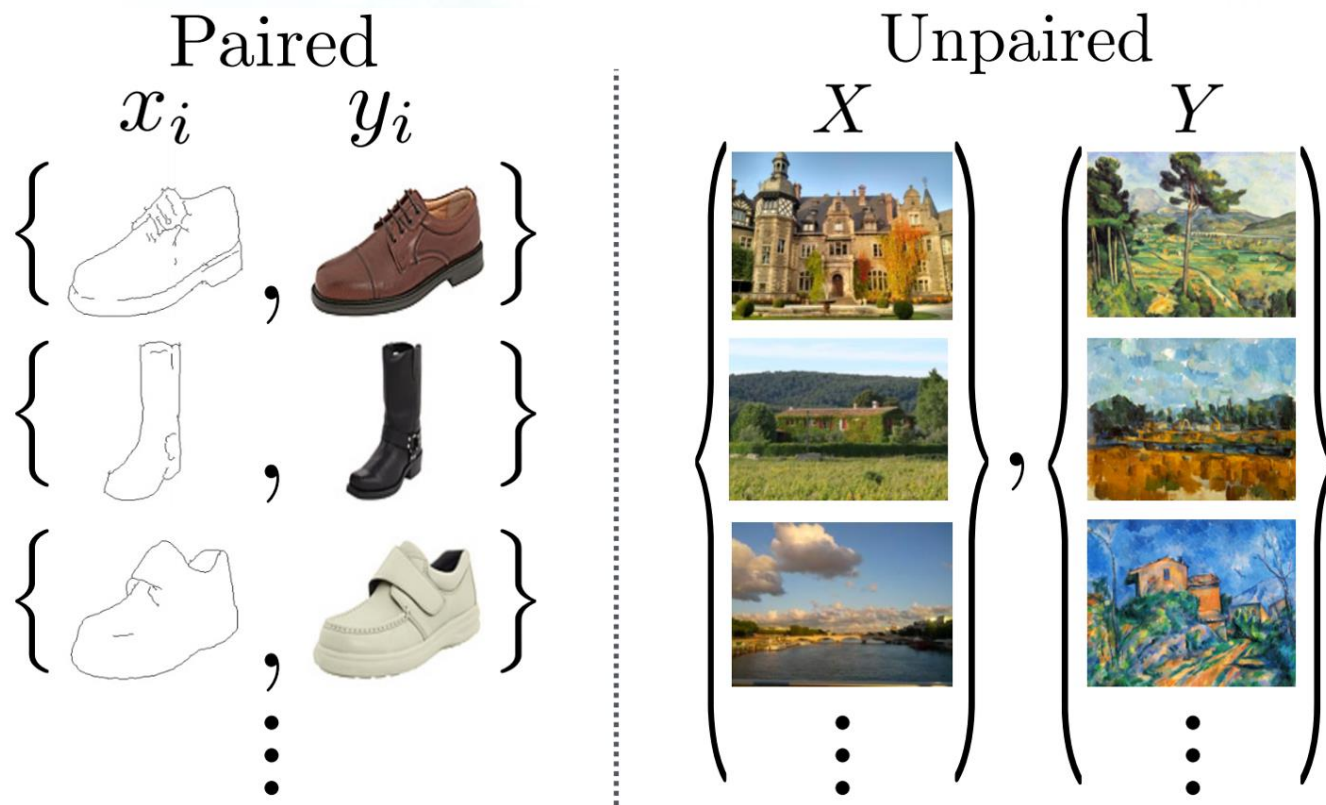 Paired
x_i y_i
{ , }
{ , }
{ , }
⋮
Unpaired
X Y
{ } , { }
⋮ ⋮